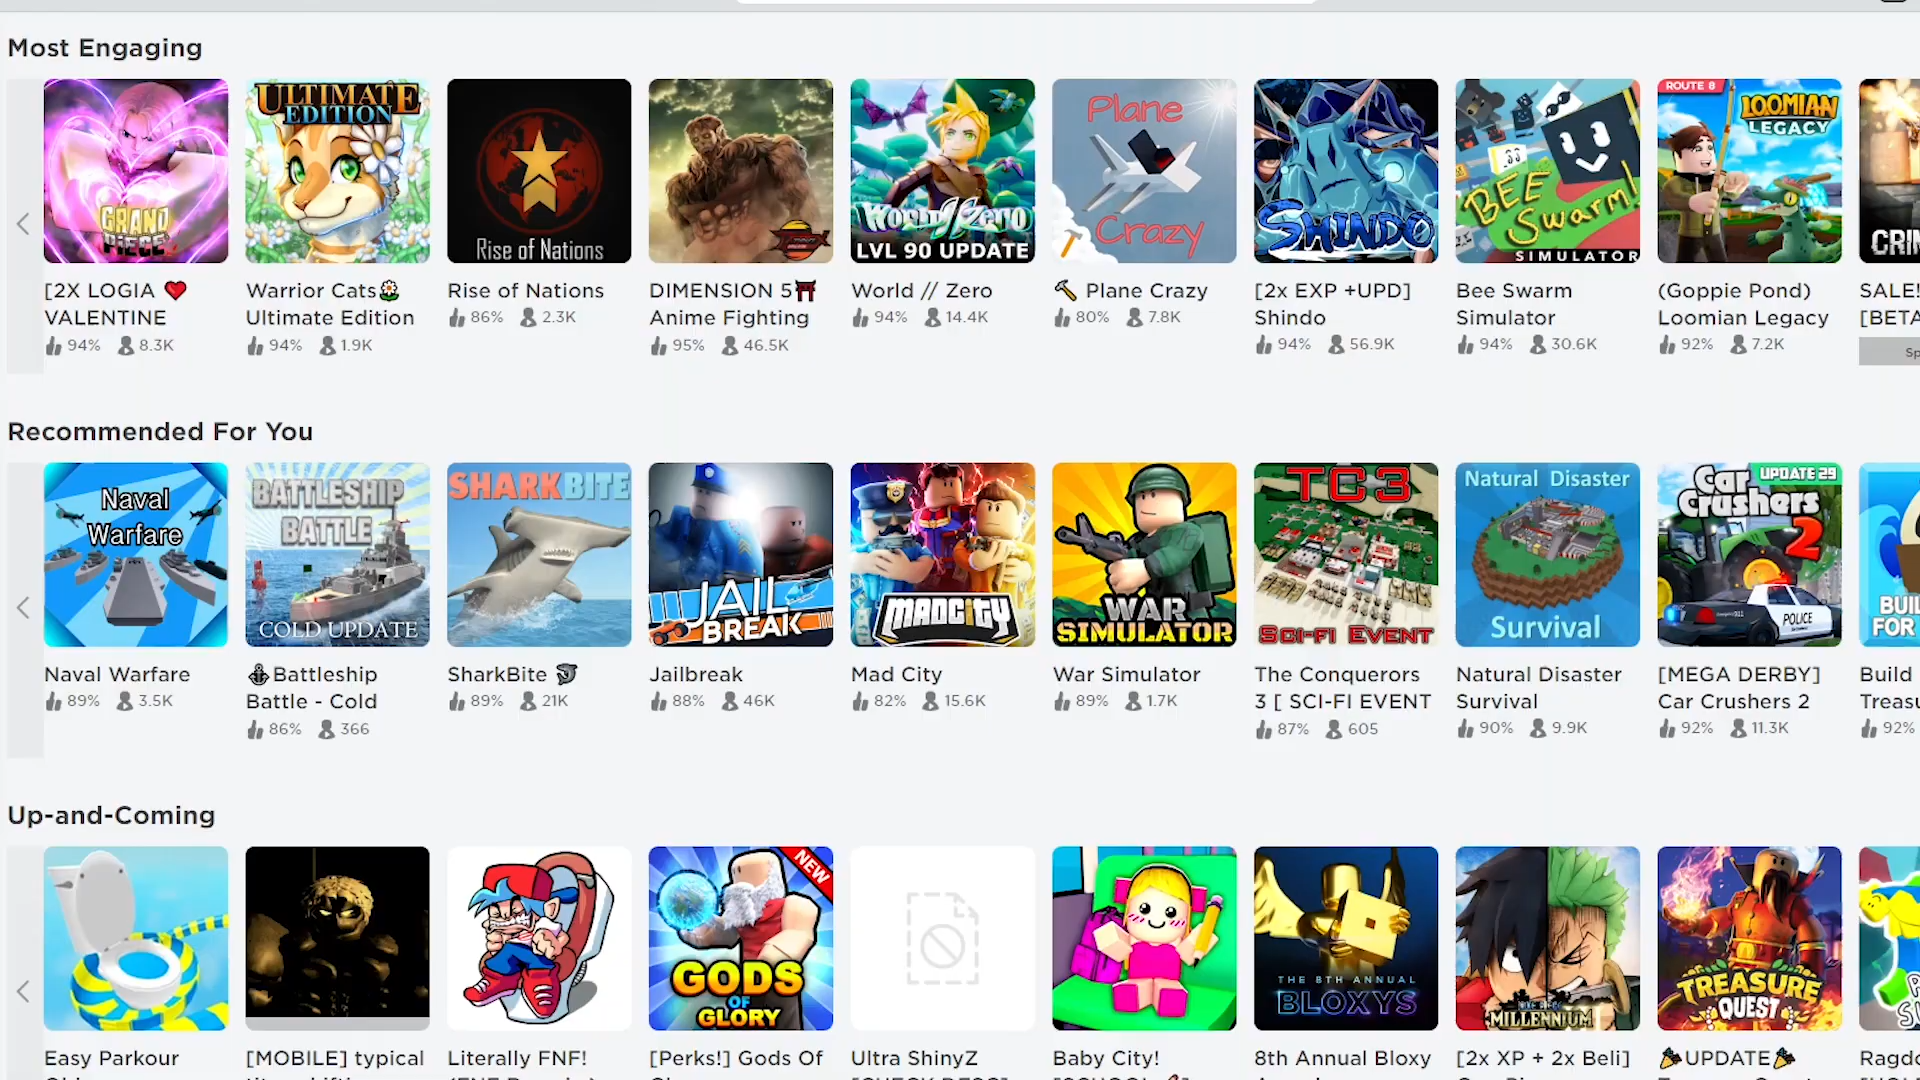 Most Engaging
GRAND PIECE
ULTIMATE EDITION
Rise of Nations
World // Zero
LVL 90 UPDATE
Plane Crazy
SHINDO
BEE Swarm!
SIMULATOR
ROUTE 8
LOOMIAN LEGACY
CRIM
[2X LOGIA ❤️
VALENTINE
94% 8.3K
Warrior Cats
Ultimate Edition
94% 1.9K
Rise of Nations
86% 2.3K
DIMENSION 5⛩️
Anime Fighting
95% 46.5K
World // Zero
94% 14.4K
🔨 Plane Crazy
80% 7.8K
[2x EXP +UPD]
Shindo
94% 56.9K
Bee Swarm
Simulator
94% 30.6K
(Goppie Pond)
Loomian Legacy
92% 7.2K
SALE!
[BETA
Sp
Recommended For You
Naval Warfare
BATTLESHIP BATTLE
COLD UPDATE
SHARKBITE
JAIL BREAK
MADCITY
WAR SIMULATOR
TC3
SCI-FI EVENT
Natural Disaster
Survival
Car Crushers 2
UPDATE 29
POLICE
BUIL
FOR
Naval Warfare
89% 3.5K
⚓Battleship
Battle - Cold
86% 366
SharkBite 🦈
89% 21K
Jailbreak
88% 46K
Mad City
82% 15.6K
War Simulator
89% 1.7K
The Conquerors
3 [ SCI-FI EVENT
87% 605
Natural Disaster
Survival
90% 9.9K
[MEGA DERBY]
Car Crushers 2
92% 11.3K
Build
Treasu
92%
Up-and-Coming
NEW
GODS OF GLORY
THE 8TH ANNUAL
BLOXYS
MILLENNIUM
TREASURE QUEST
Easy Parkour
[MOBILE] typical
Literally FNF!
[Perks!] Gods Of
Ultra ShinyZ
Baby City!
8th Annual Bloxy
[2x XP + 2x Beli]
🎉UPDATE🎉
Ragdo